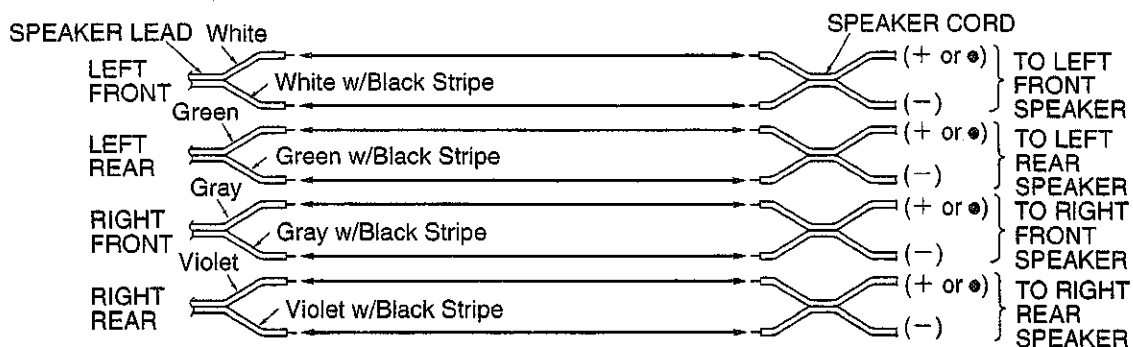 SPEAKER LEAD White
SPEAKER CORD
LEFT
FRONT
White w/Black Stripe
(+ or ●)
(−)
TO LEFT
FRONT
SPEAKER
Green
LEFT
REAR
Green w/Black Stripe
(+ or ●)
(−)
TO LEFT
REAR
SPEAKER
Gray
RIGHT
FRONT
Gray w/Black Stripe
(+ or ●)
(−)
TO RIGHT
FRONT
SPEAKER
Violet
RIGHT
REAR
Violet w/Black Stripe
(+ or ●)
(−)
TO RIGHT
REAR
SPEAKER